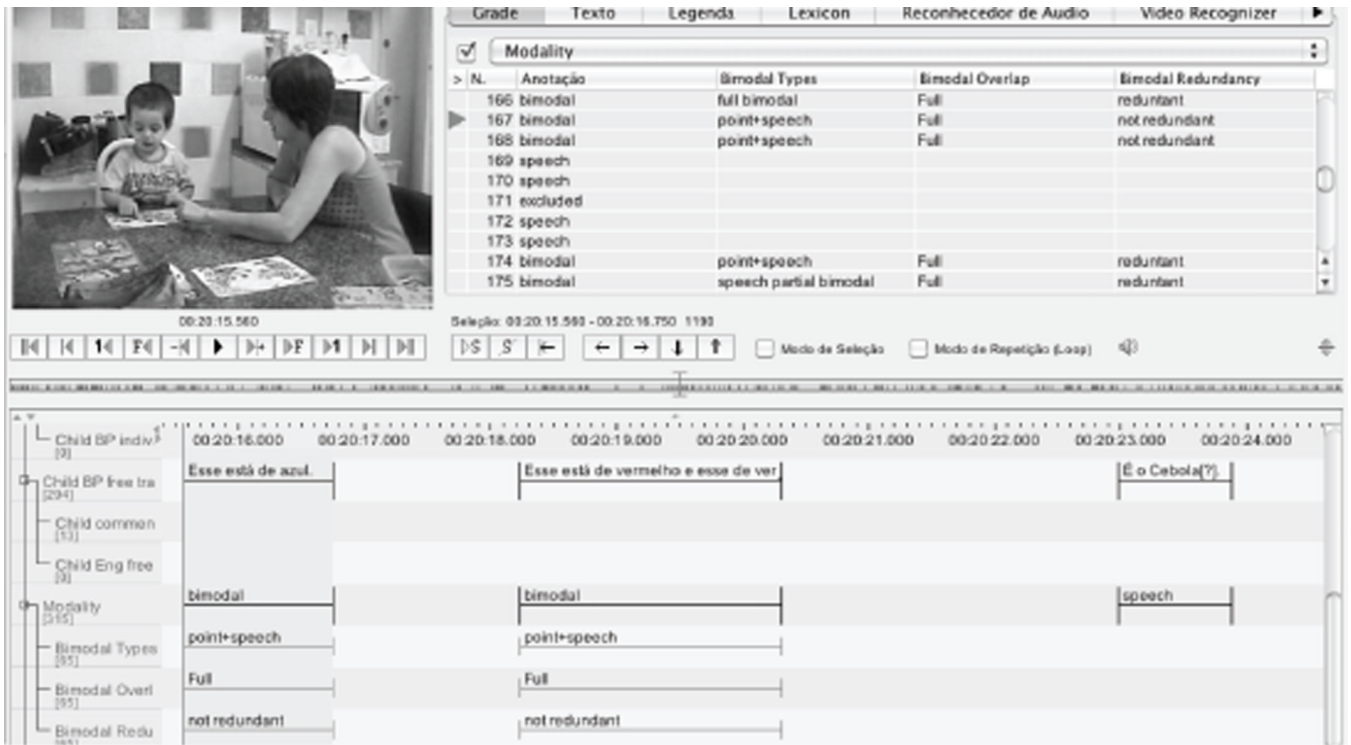 Grade Texto Legenda Lexicon Reconhecedor de Audio Video Recognizer
Modality
> N. Anotação Bimodal Types Bimodal Overlap Bimodal Redundancy
166 bimodal full bimodal Full reduntant
167 bimodal point+speech Full not redundant
168 bimodal point+speech Full not redundant
169 speech
170 speech
171 excluded
172 speech
173 speech
174 bimodal point+speech Full reduntant
175 bimodal speech partial bimodal Full reduntant
00:20:15.560
Seleção: 00:20:15.560 - 00:20:16.750 1190
1 F F 1
S S Modo de Seleção Modo de Repetição (Loop)
00:20:16.000 00:20:17.000 00:20:18.000 00:20:19.000 00:20:20.000 00:20:21.000 00:20:22.000 00:20:23.000 00:20:24.000
Child BP indiv
[0]
Child BP free tra Esse está de azul. Esse está de vermelho e esse de ver É o Cebola[?].
[294]
Child commen
[13]
Child Eng free
[0]
Modality bimodal bimodal speech
[315]
Bimodal Types point+speech point+speech
[65]
Bimodal Overl Full Full
[65]
Bimodal Redu not redundant not redundant